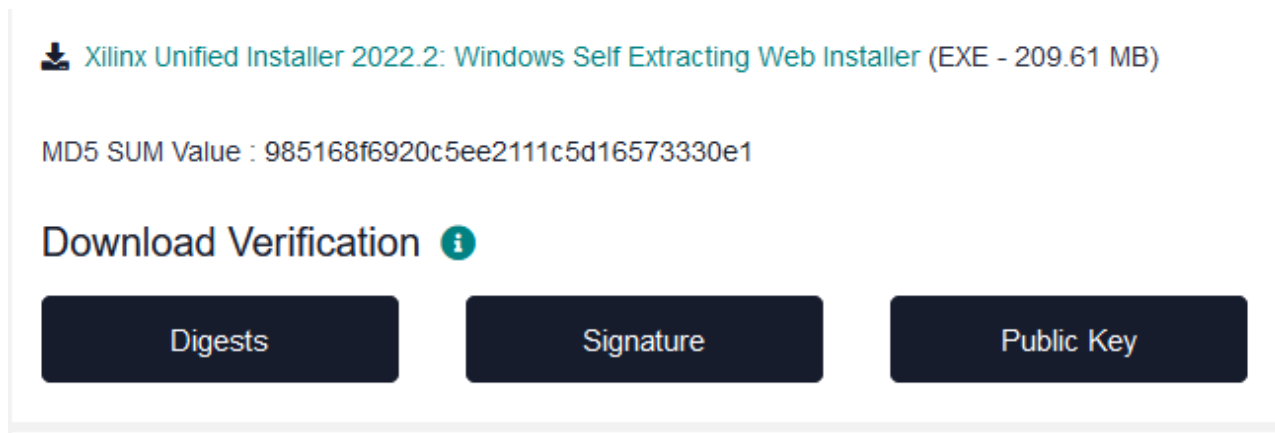 Xilinx Unified Installer 2022.2: Windows Self Extracting Web Installer (EXE - 209.61 MB)
MD5 SUM Value : 985168f6920c5ee2111c5d16573330e1
Download Verification
Digests
Signature
Public Key